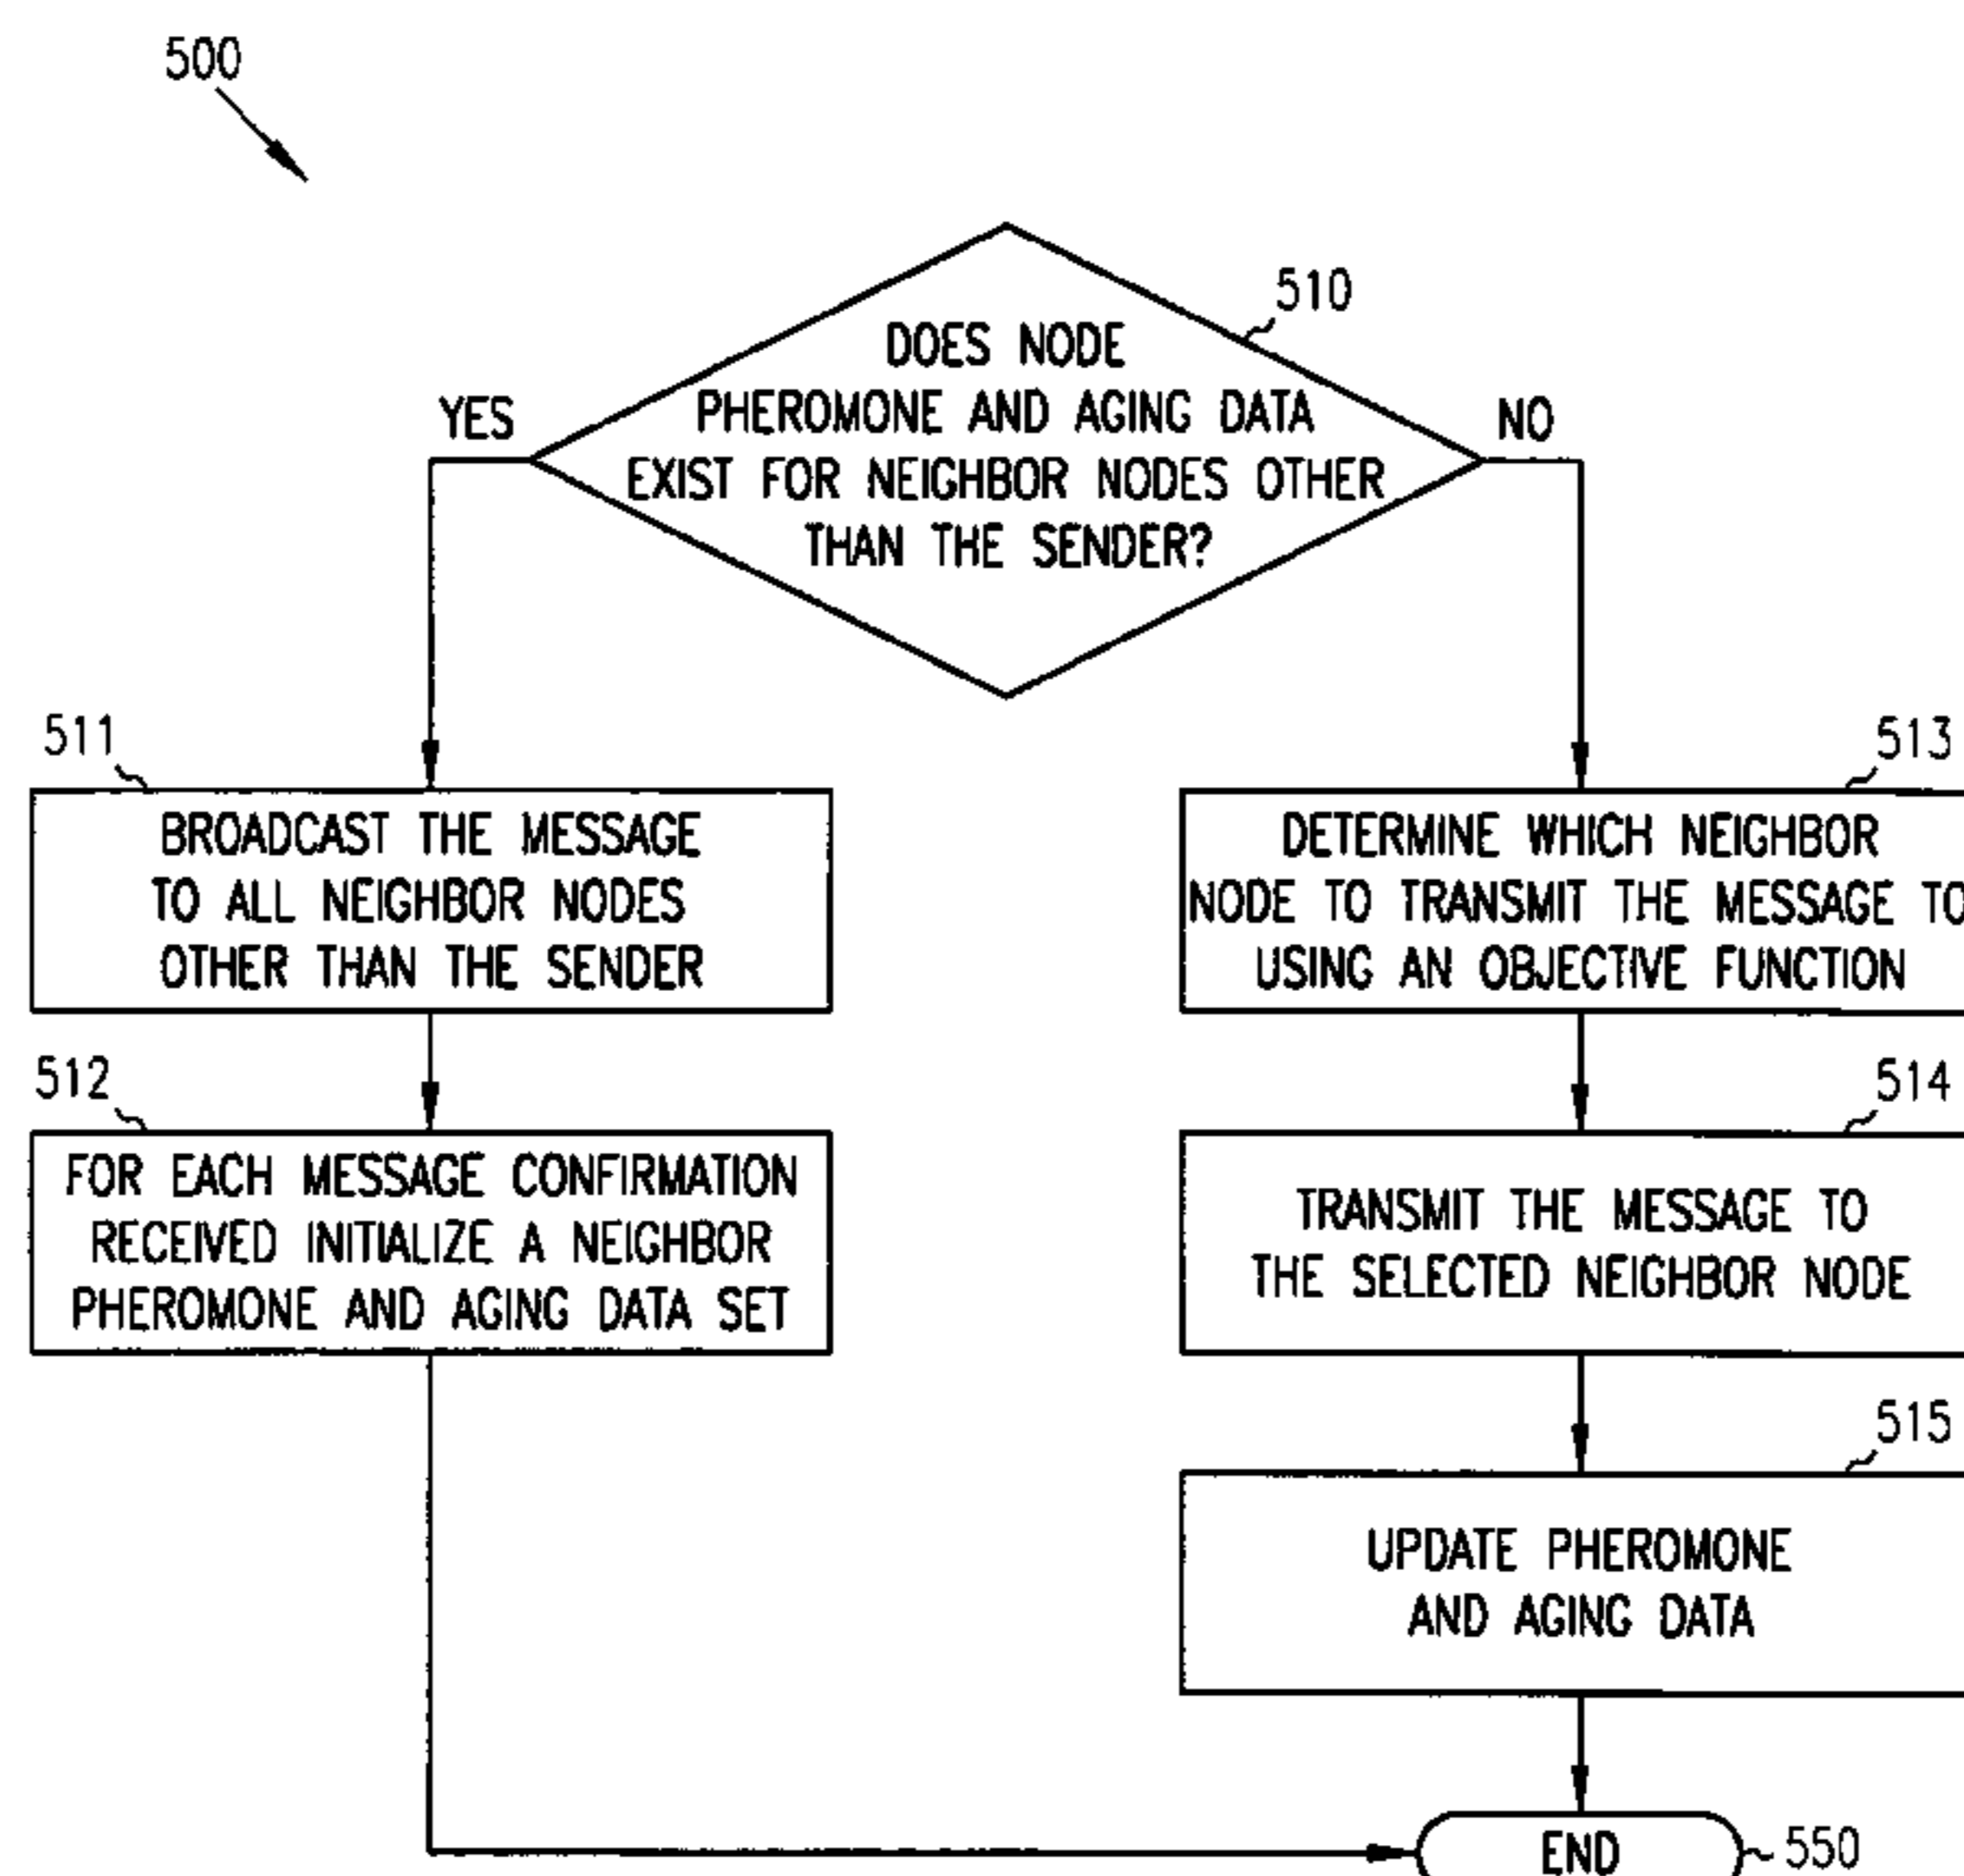 500
510
DOES NODE
PHEROMONE AND AGING DATA
EXIST FOR NEIGHBOR NODES OTHER
THAN THE SENDER?
YES
NO
511
BROADCAST THE MESSAGE
TO ALL NEIGHBOR NODES
OTHER THAN THE SENDER
513
DETERMINE WHICH NEIGHBOR
NODE TO TRANSMIT THE MESSAGE TO
USING AN OBJECTIVE FUNCTION
512
FOR EACH MESSAGE CONFIRMATION
RECEIVED INITIALIZE A NEIGHBOR
PHEROMONE AND AGING DATA SET
514
TRANSMIT THE MESSAGE TO
THE SELECTED NEIGHBOR NODE
515
UPDATE PHEROMONE
AND AGING DATA
END
550